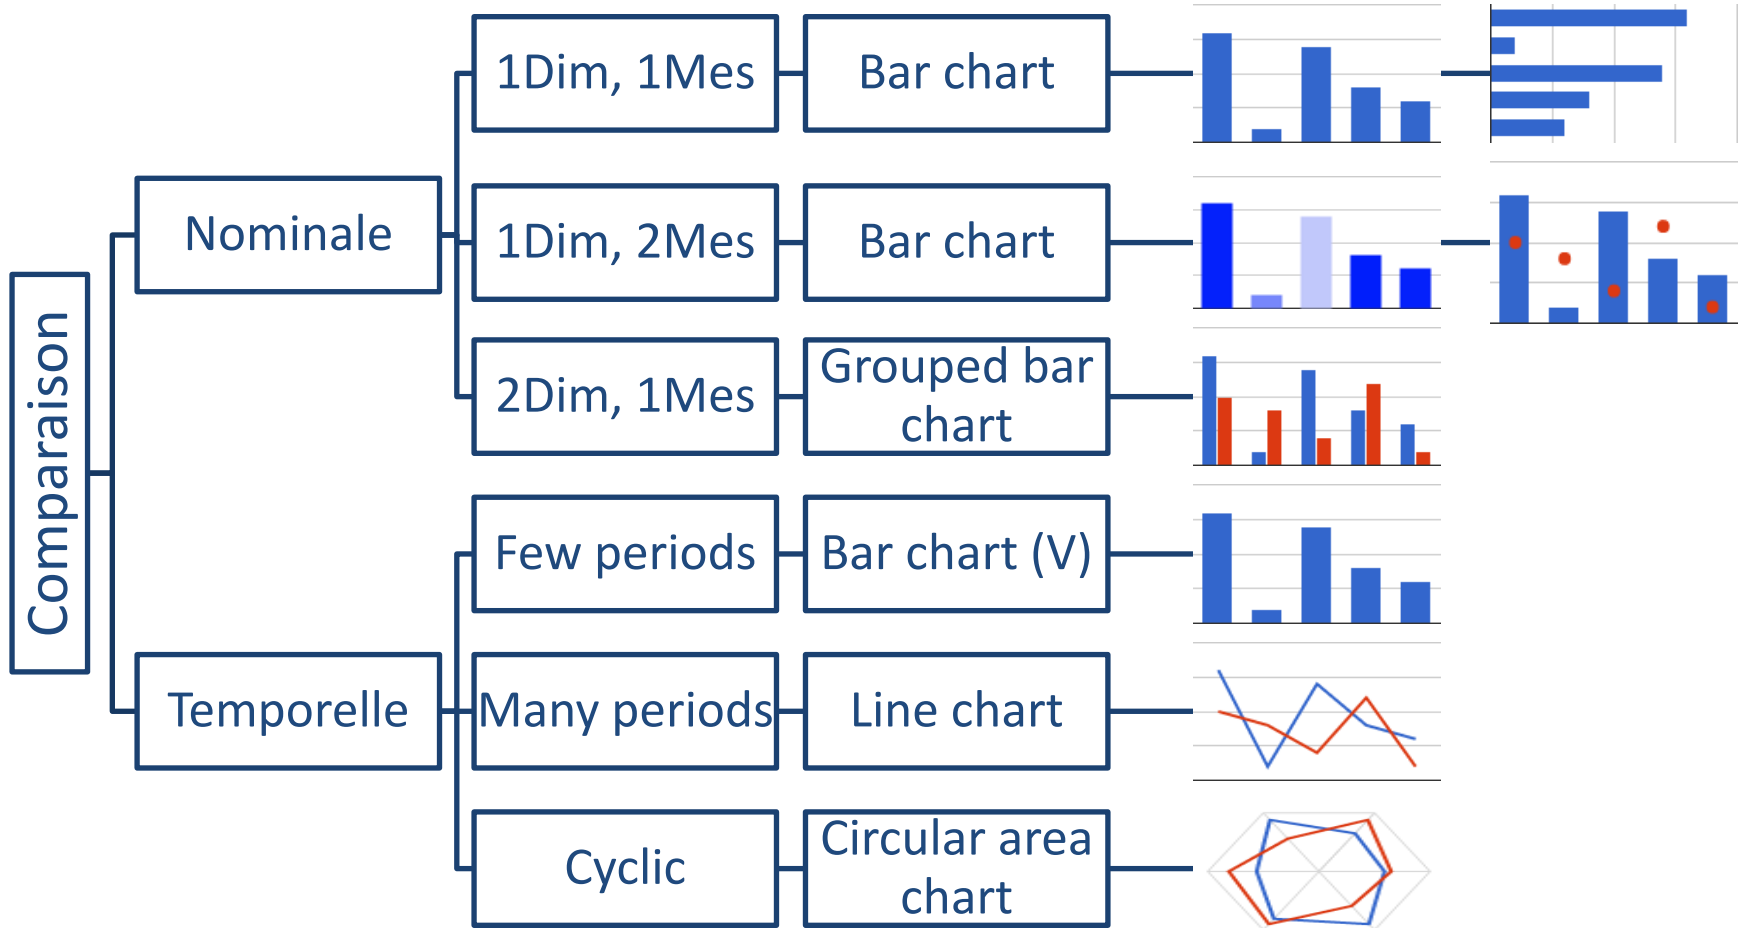 Comparaison
Nominale
1Dim, 1Mes
Bar chart
1Dim, 2Mes
Bar chart
2Dim, 1Mes
Grouped bar
chart
Temporelle
Few periods
Bar chart (V)
Many periods
Line chart
Cyclic
Circular area
chart